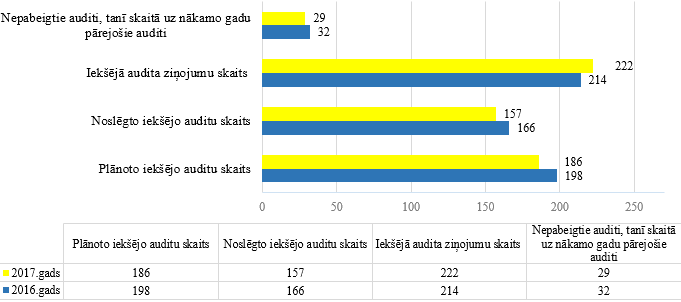 Nepabeigtie auditi, tanī skaitā uz nākamo gadu
pārejošie auditi
29
32
Iekšējā audita ziņojumu skaits
222
214
Noslēgto iekšējo auditu skaits
157
166
Plānoto iekšējo auditu skaits
186
198
0 50 100 150 200 250
Plānoto iekšējo auditu skaits Noslēgto iekšējo auditu skaits Iekšējā audita ziņojumu skaits Nepabeigtie auditi, tanī skaitā
uz nākamo gadu pārejošie
auditi
2017.gads 186 157 222 29
2016.gads 198 166 214 32